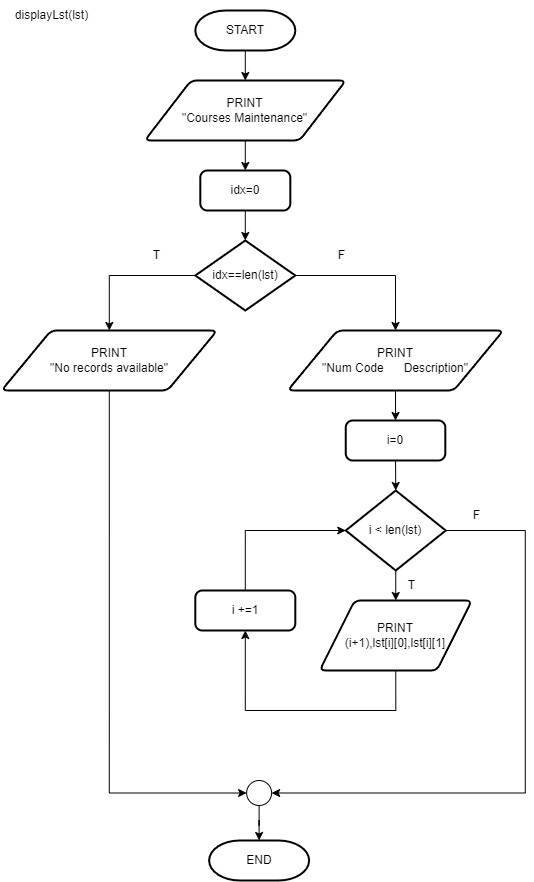 displayLst(lst)
START
PRINT
"Courses Maintenance"
idx=0
idx==len(lst)
T
F
PRINT
"No records available"
PRINT
"Num Code Description"
i=0
i < len(lst)
F
T
PRINT
(i+1),lst[i][0],lst[i][1]
i +=1
END